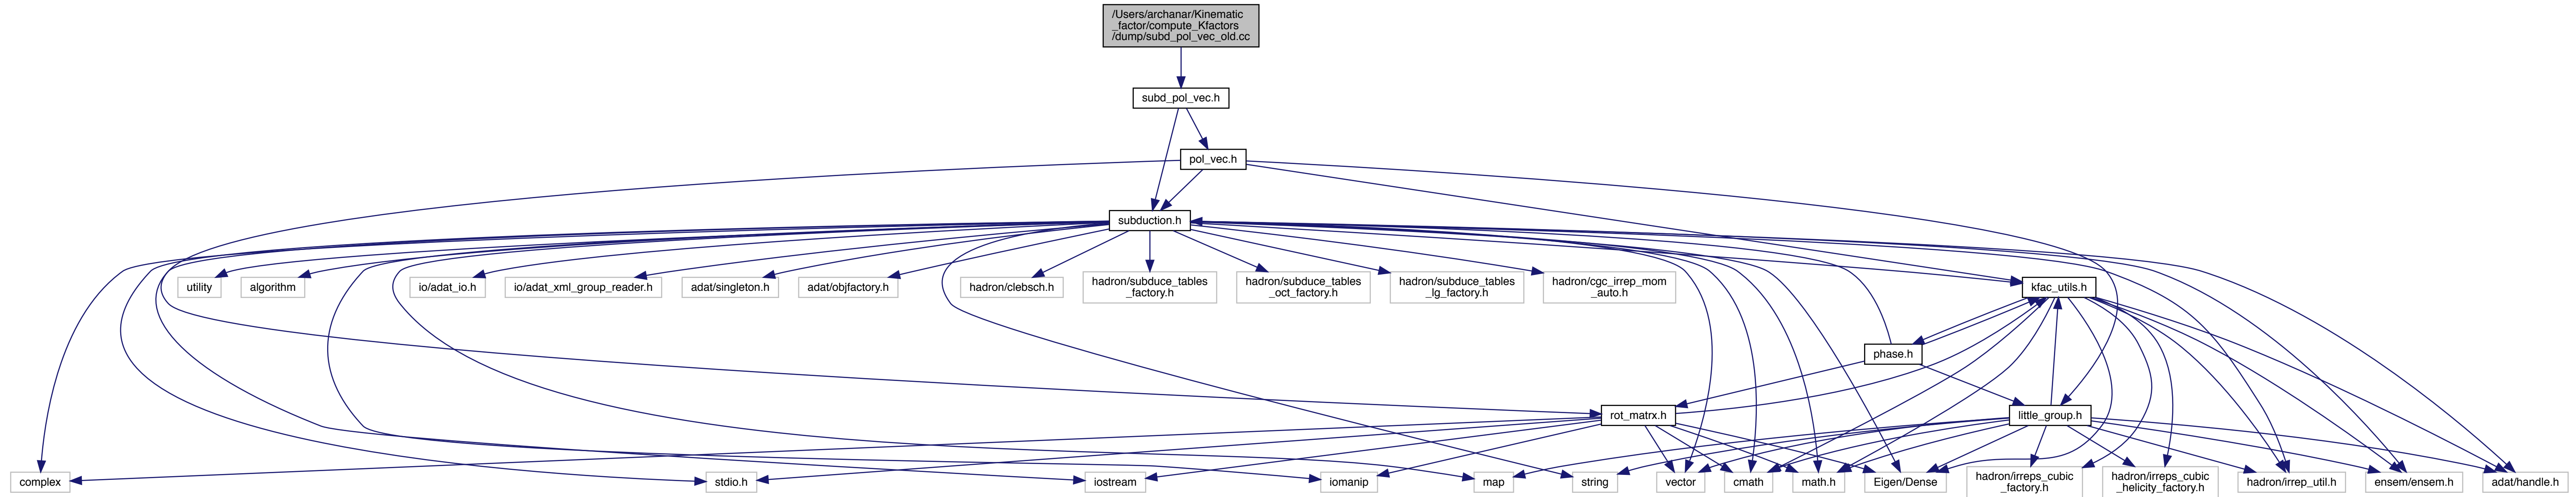 /Users/archanar/Kinematic
_factor/compute_Kfactors
/dump/subd_pol_vec_old.cc
subd_pol_vec.h
pol_vec.h
subduction.h
utility
algorithm
io/adat_io.h
io/adat_xml_group_reader.h
adat/singleton.h
adat/objfactory.h
hadron/clebsch.h
hadron/subduce_tables
_factory.h
hadron/subduce_tables
_oct_factory.h
hadron/subduce_tables
_lg_factory.h
hadron/cgc_irrep_mom
_auto.h
kfac_utils.h
phase.h
rot_matrx.h
little_group.h
complex
stdio.h
iostream
iomanip
map
string
vector
cmath
math.h
Eigen/Dense
hadron/irreps_cubic
_factory.h
hadron/irreps_cubic
_helicity_factory.h
hadron/irrep_util.h
ensem/ensem.h
adat/handle.h